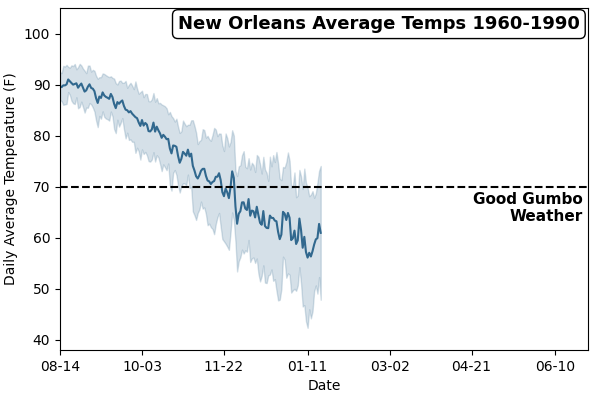 New Orleans Average Temps 1960-1990
Daily Average Temperature (F)
100
90
80
70
60
50
40
Good Gumbo
Weather
08-14 10-03 11-22 01-11 03-02 04-21 06-10
Date